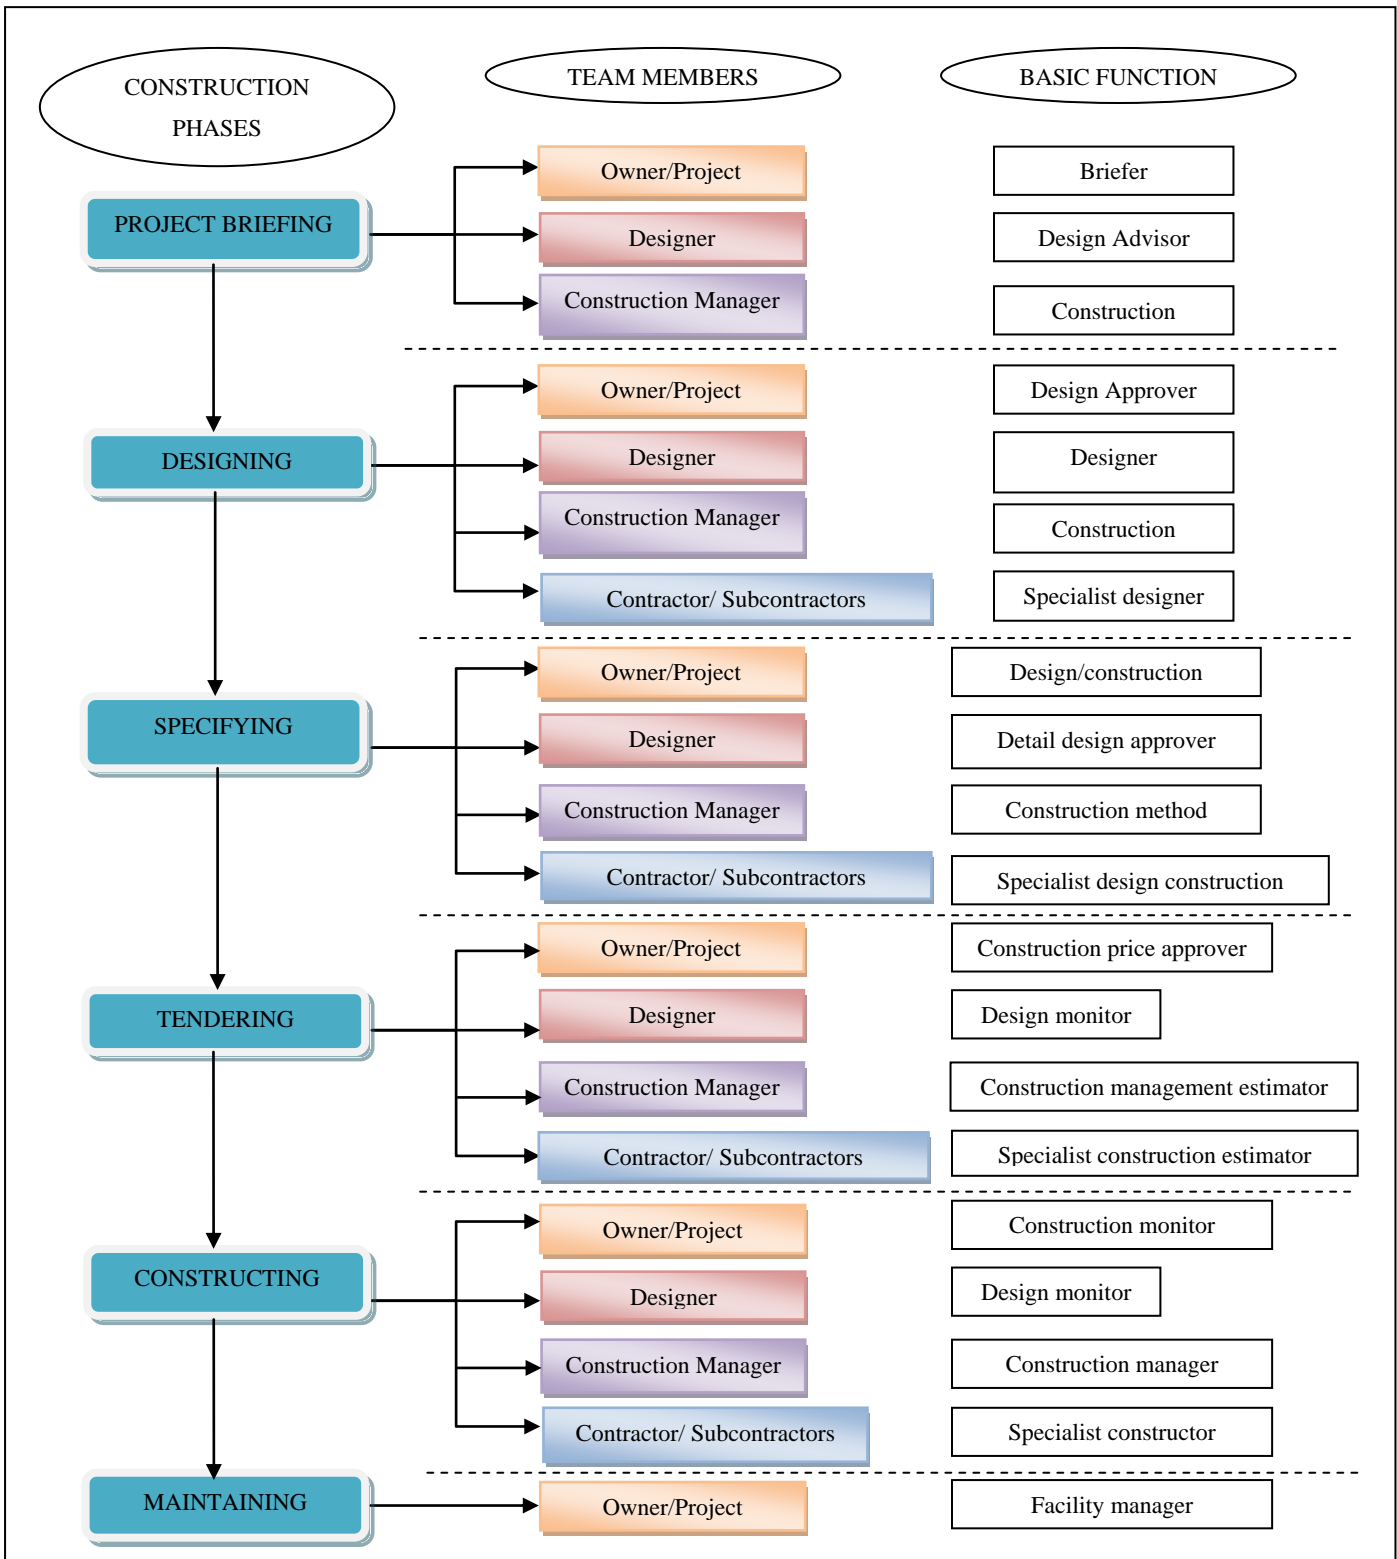 CONSTRUCTION
PHASES
TEAM MEMBERS
BASIC FUNCTION
PROJECT BRIEFING
Owner/Project
Briefer
Designer
Design Advisor
Construction Manager
Construction
DESIGNING
Owner/Project
Design Approver
Designer
Designer
Construction Manager
Construction
Contractor/ Subcontractors
Specialist designer
SPECIFYING
Owner/Project
Design/construction
Designer
Detail design approver
Construction Manager
Construction method
Contractor/ Subcontractors
Specialist design construction
TENDERING
Owner/Project
Construction price approver
Designer
Design monitor
Construction Manager
Construction management estimator
Contractor/ Subcontractors
Specialist construction estimator
CONSTRUCTING
Owner/Project
Construction monitor
Designer
Design monitor
Construction Manager
Construction manager
Contractor/ Subcontractors
Specialist constructor
MAINTAINING
Owner/Project
Facility manager